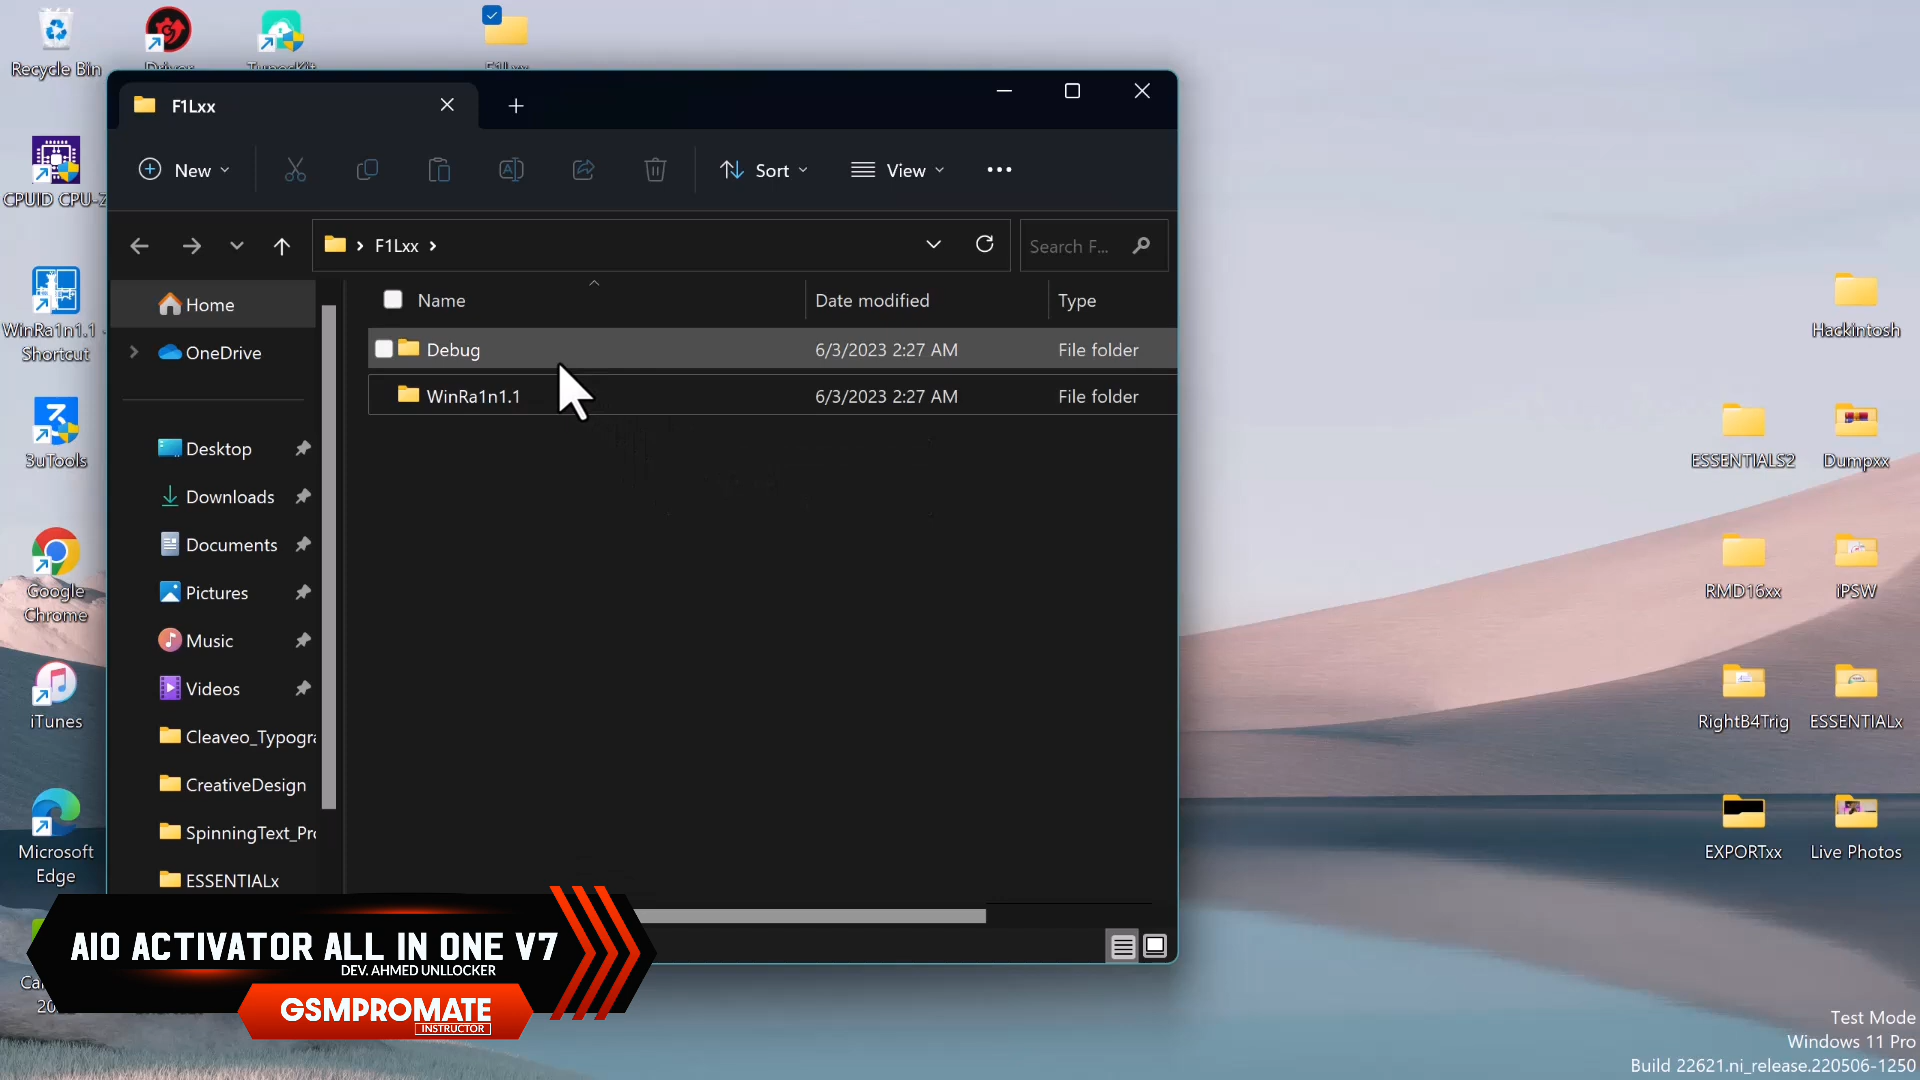 Recycle Bin
F1Lxx
New
Sort
View
F1Lxx
Search F...
Name
Date modified
Type
Debug
6/3/2023 2:27 AM
File folder
WinRa1n1.1
6/3/2023 2:27 AM
File folder
Home
OneDrive
Desktop
Downloads
Documents
Pictures
Music
Videos
Cleaveo_Typogra
CreativeDesign
SpinningText_Pro
ESSENTIALx
CPUID CPU-Z
WinRa1n1.1 -
Shortcut
3uTools
Google
Chrome
iTunes
Microsoft
Edge
Hackintosh
ESSENTIALS2
Dumpxx
RMD16xx
iPSW
RightB4Trig
ESSENTIALx
EXPORTxx
Live Photos
AIO ACTIVATOR ALL IN ONE V7
DEV. AHMED UNLLOCKER
GSMPROMATE
INSTRUCTOR
Test Mode
Windows 11 Pro
Build 22621.ni_release.220506-1250